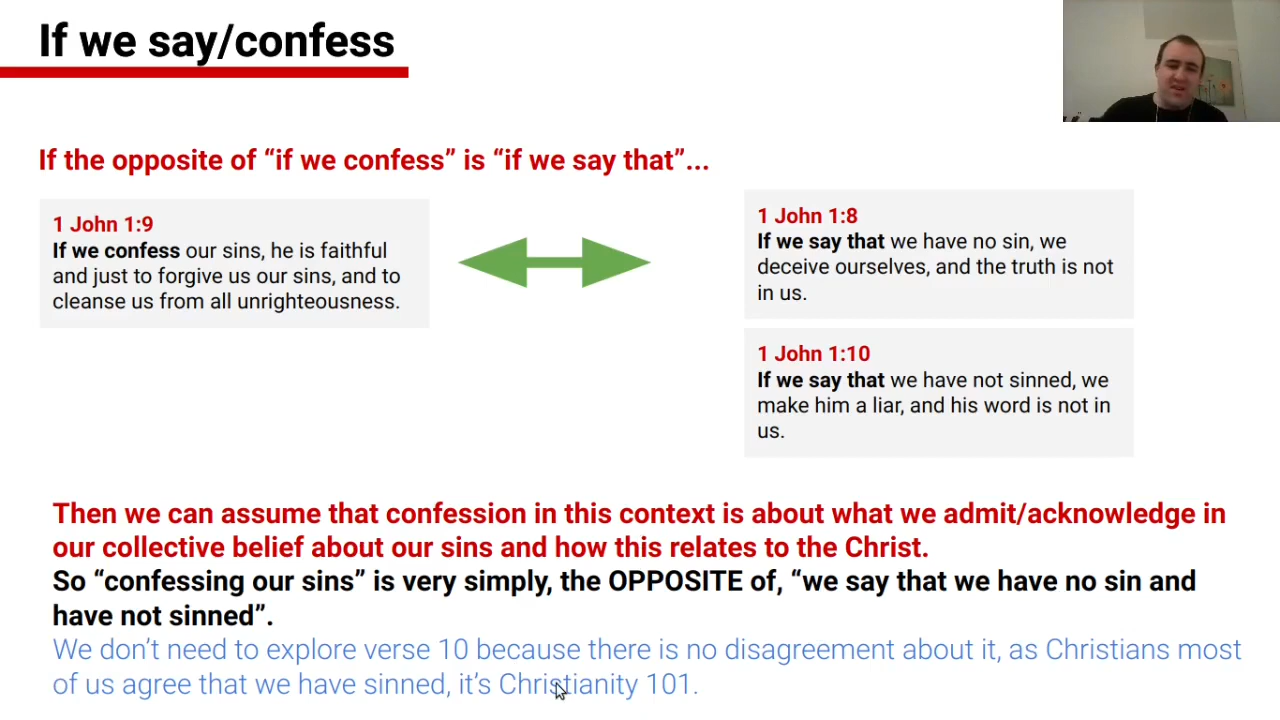 If we say/confess
If the opposite of “if we confess” is “if we say that”...
1 John 1:9
If we confess our sins, he is faithful
and just to forgive us our sins, and to
cleanse us from all unrighteousness.
1 John 1:8
If we say that we have no sin, we
deceive ourselves, and the truth is not
in us.
1 John 1:10
If we say that we have not sinned, we
make him a liar, and his word is not in
us.
Then we can assume that confession in this context is about what we admit/acknowledge in
our collective belief about our sins and how this relates to the Christ.
So “confessing our sins” is very simply, the OPPOSITE of, “we say that we have no sin and
have not sinned”.
We don’t need to explore verse 10 because there is no disagreement about it, as Christians most
of us agree that we have sinned, it’s Christianity 101.